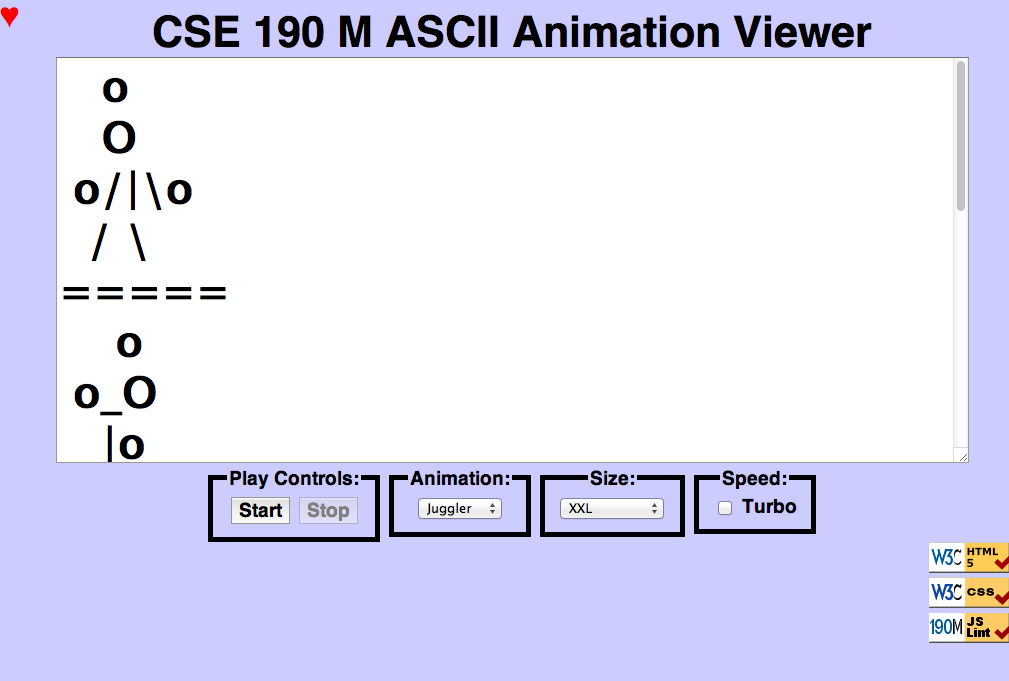 CSE 190 M ASCII Animation Viewer
o
O
o/|\o
/ \
=====
o
o_O
|o
Play Controls: Animation: Size: Speed:
Start Stop Juggler XXL Turbo
W3C HTML 5
W3C css
190M JS Lint